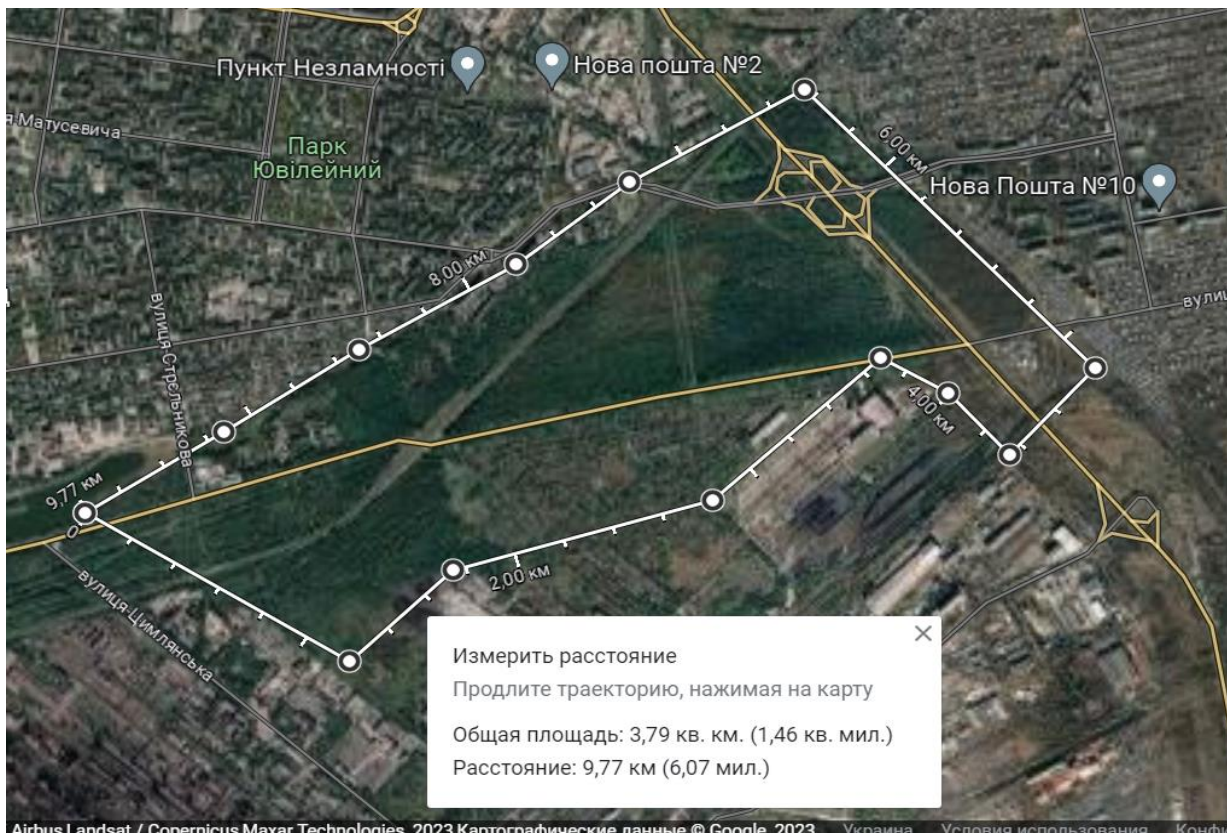 Пункт Незламності
Нова пошта №2
я-Матусевича
Парк
Ювілейний
6,00 км
Нова Пошта №10
8,00 км
вулиця-Стрєльникова
вулиц
4,00 км
9,77 км
0
2,00 км
вулиця-Цимлянська
Измерить расстояние
Продлите траекторию, нажимая на карту
Общая площадь: 3,79 кв. км. (1,46 кв. мил.)
Расстояние: 9,77 км (6,07 мил.)
Airbus Landsat / Copernicus Maxar Technologies, 2023 Картографические данные © Google, 2023 Украина Условия использования Конф